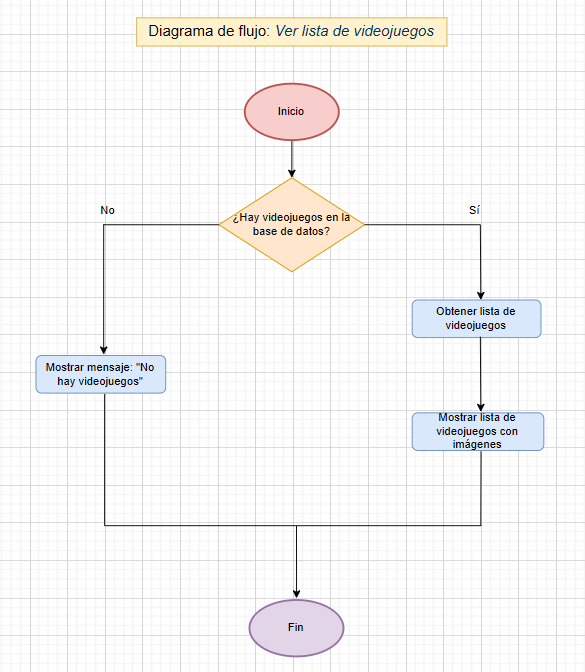 Diagrama de flujo: Ver lista de videojuegos
Inicio
¿Hay videojuegos en la
base de datos?
No
Sí
Obtener lista de
videojuegos
Mostrar mensaje: "No
hay videojuegos"
Mostrar lista de
videojuegos con
imágenes
Fin